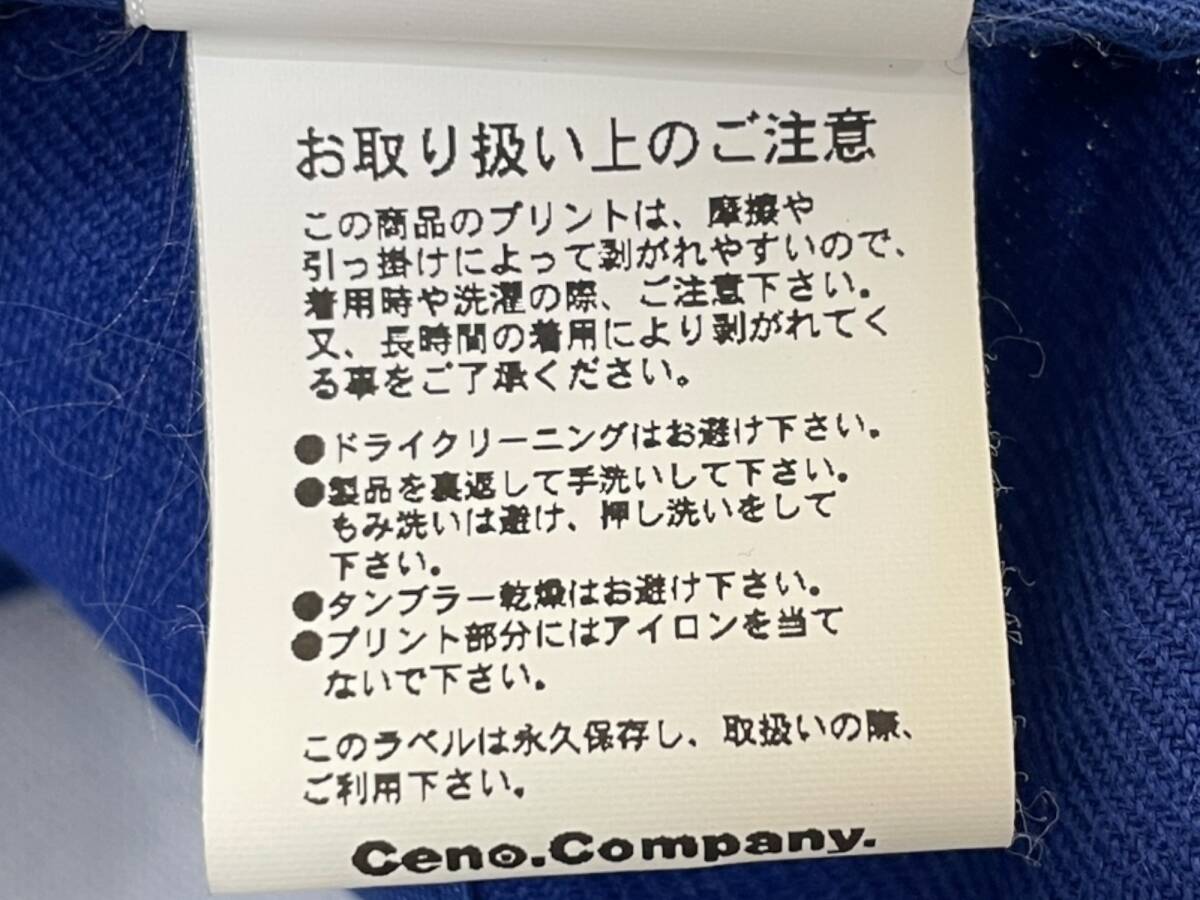 お取り扱い上のご注意
この商品のプリントは、摩擦や
引っ掛けによって剥がれやすいので、
着用時や洗濯の際、ご注意下さい。
又、長時間の着用により剥がれてく
る事をご了承ください。
●ドライクリーニングはお避け下さい。
●製品を裏返して手洗いして下さい。
もみ洗いは避け、押し洗いをして
下さい。
●タンブラー乾燥はお避け下さい。
●プリント部分にはアイロンを当て
ないで下さい。
このラベルは永久保存し、取扱いの際、
ご利用下さい。
Ceno.Company.